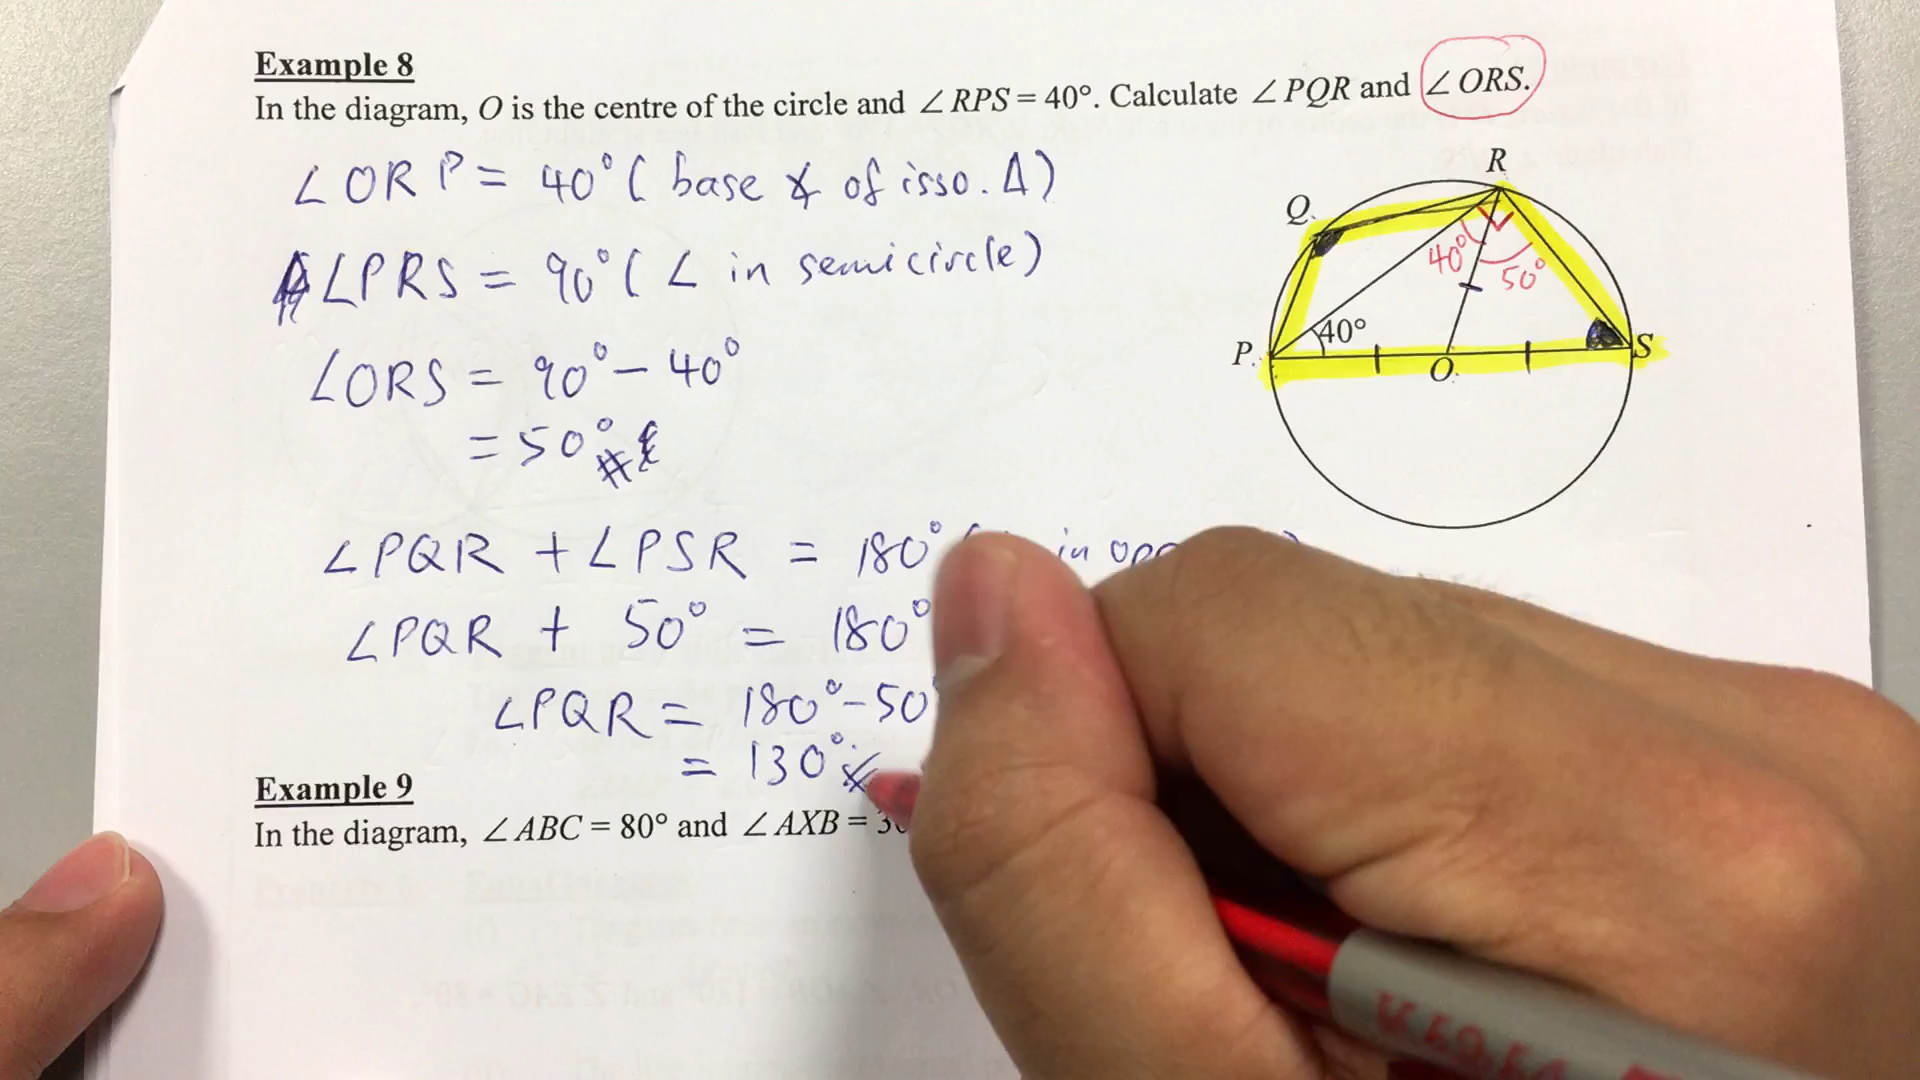 Example 8
In the diagram, O is the centre of the circle and ∠RPS = 40°. Calculate ∠PQR and ∠ORS.
∠ORP = 40° ( base ∡ of isso. Δ)
∠PRS = 90° ( ∠ in semicircle)
∠ORS = 90° - 40°
= 50°
∠PQR + ∠PSR = 180° ( in
∠PQR + 50° = 180°
∠PQR = 180° - 50
= 130°
R
Q
40°
50°
40°
P
O
S
Example 9
In the diagram, ∠ABC = 80° and ∠AXB =